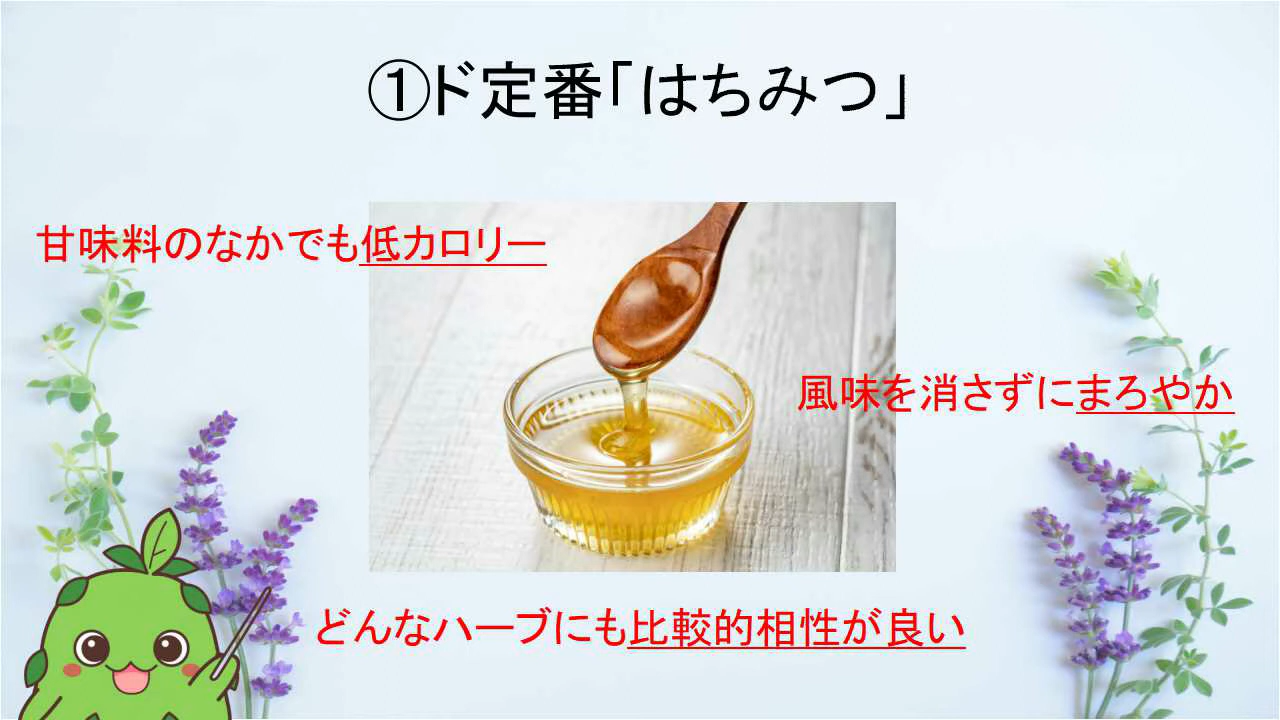 ①ド定番「はちみつ」
甘味料のなかでも低カロリー
風味を消さずにまろやか
どんなハーブにも比較的相性が良い